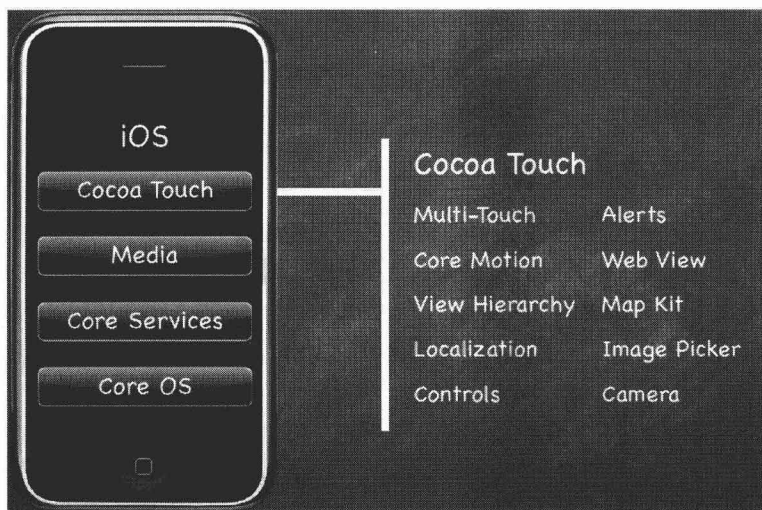 iOS
Cocoa Touch
Media
Core Services
Core OS
Cocoa Touch
Multi-Touch Alerts
Core Motion Web View
View Hierarchy Map Kit
Localization Image Picker
Controls Camera